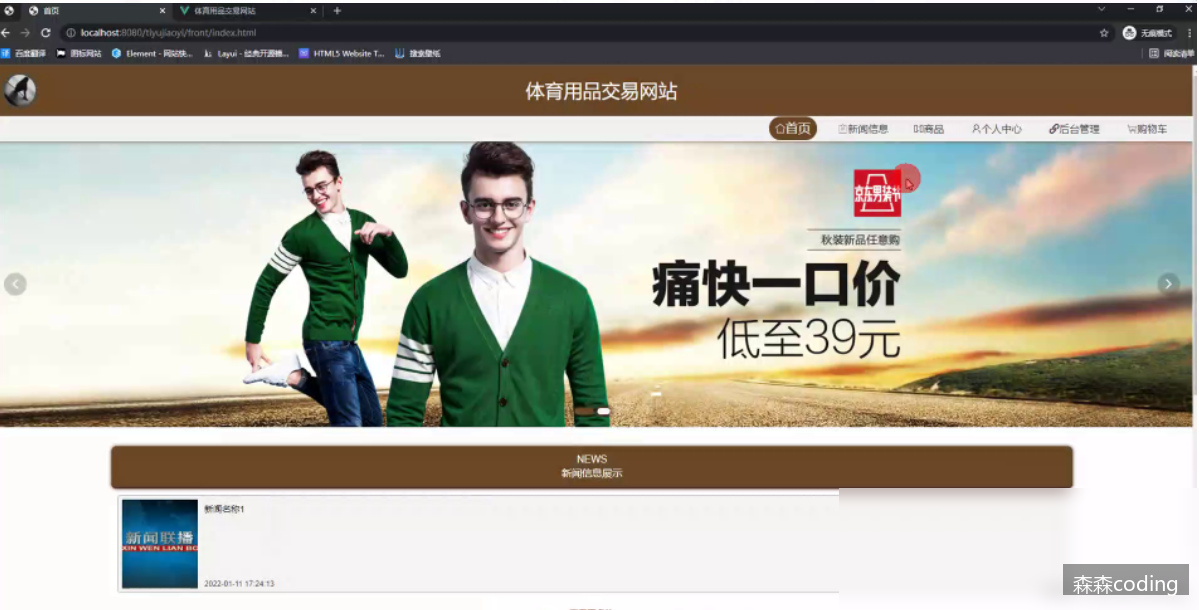 首页
体育用品交易网站
localhost:8080/tiyujiaoyi/front/index.html
无痕模式
百度翻译
图标网站
Element - 网站快...
Layui - 经典开源模...
HTML5 Website T...
搜索壁纸
阅读清单
体育用品交易网站
首页
新闻信息
商品
个人中心
后台管理
购物车
京东男装节
秋装新品任意购
痛快一口价
低至39元
NEWS
新闻信息展示
新闻联播
XIN WEN LIAN BO
新闻名称1
2022-01-11 17:24:13
森森coding